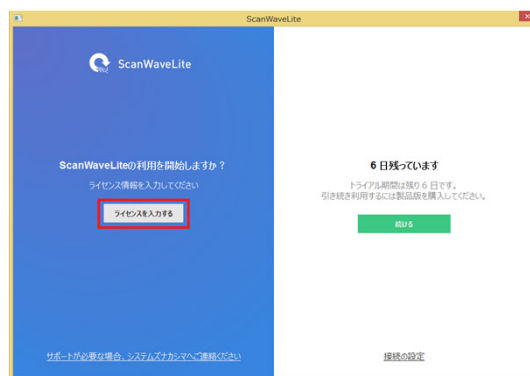 ScanWaveLite
ScanWaveLite
ScanWaveLiteの利用を開始しますか？
ライセンス情報を入力してください
ライセンスを入力する
サポートが必要な場合、システムズナカシマへご連絡ください
6 日残っています
トライアル期間は残り 6 日です。
引き続き利用するには製品版を購入してください。
続ける
接続の設定